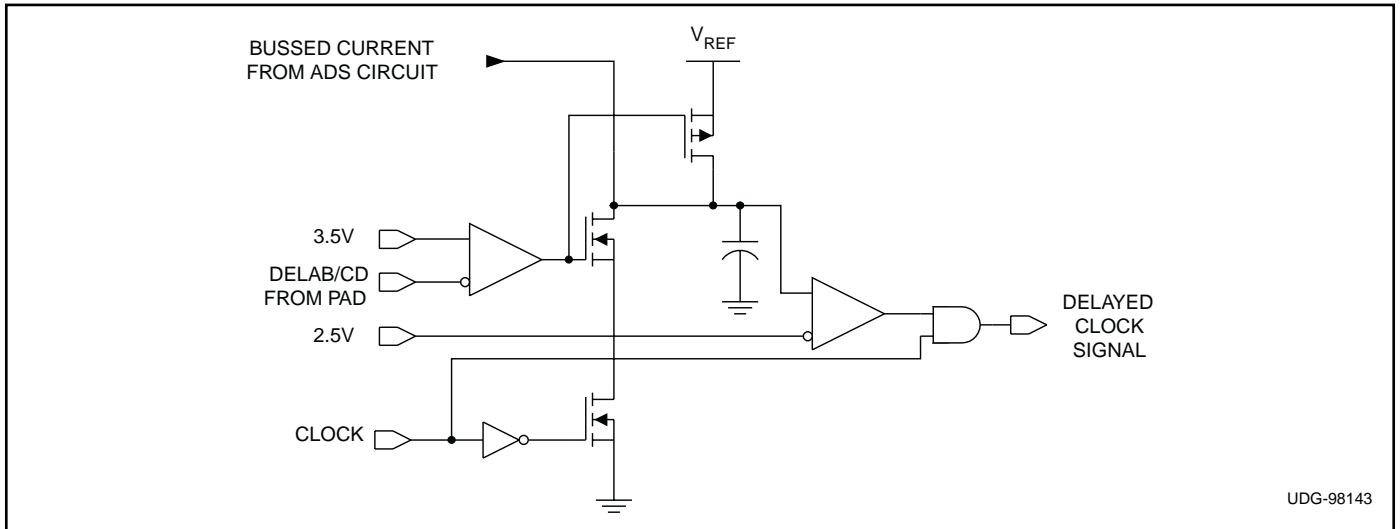 BUSSED CURRENT
FROM ADS CIRCUIT
VREF
3.5V
DELAB/CD
FROM PAD
2.5V
DELAYED
CLOCK
SIGNAL
CLOCK
UDG-98143